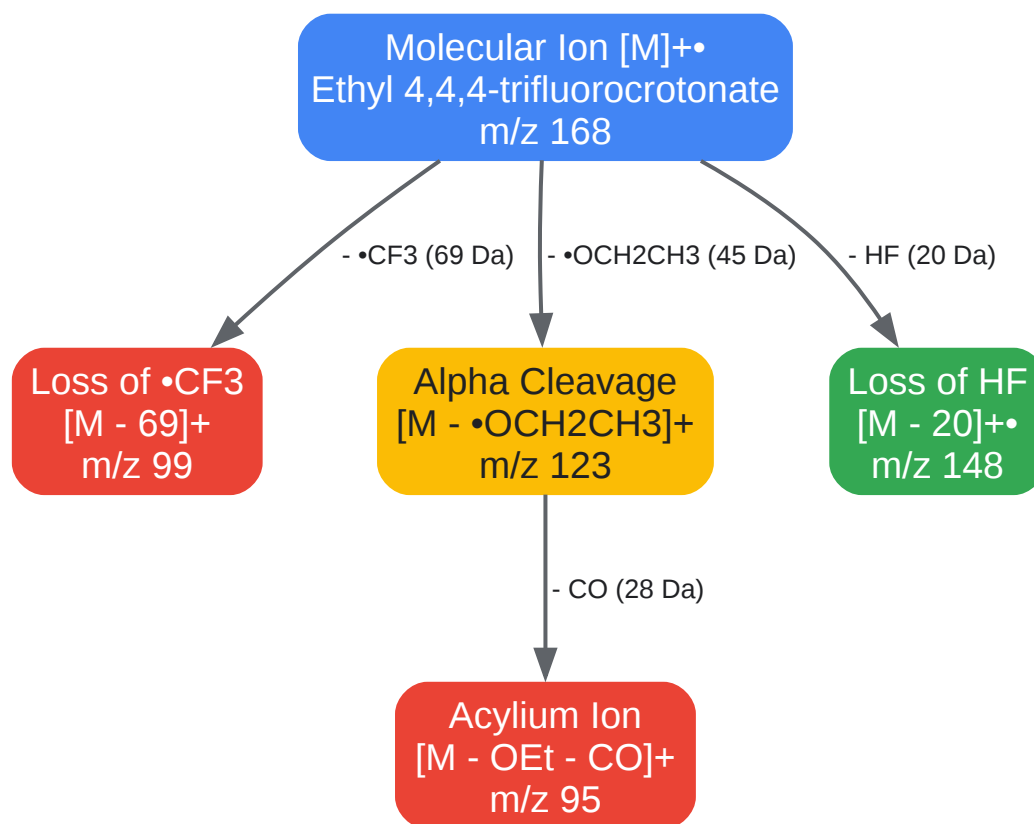 Molecular Ion [M]+•
Ethyl 4,4,4-trifluorocrotonate
m/z 168
- •CF3 (69 Da)
- •OCH2CH3 (45 Da)
- HF (20 Da)
Loss of •CF3
[M - 69]+
m/z 99
Alpha Cleavage
[M - •OCH2CH3]+
m/z 123
Loss of HF
[M - 20]+•
m/z 148
- CO (28 Da)
Acylium Ion
[M - OEt - CO]+
m/z 95